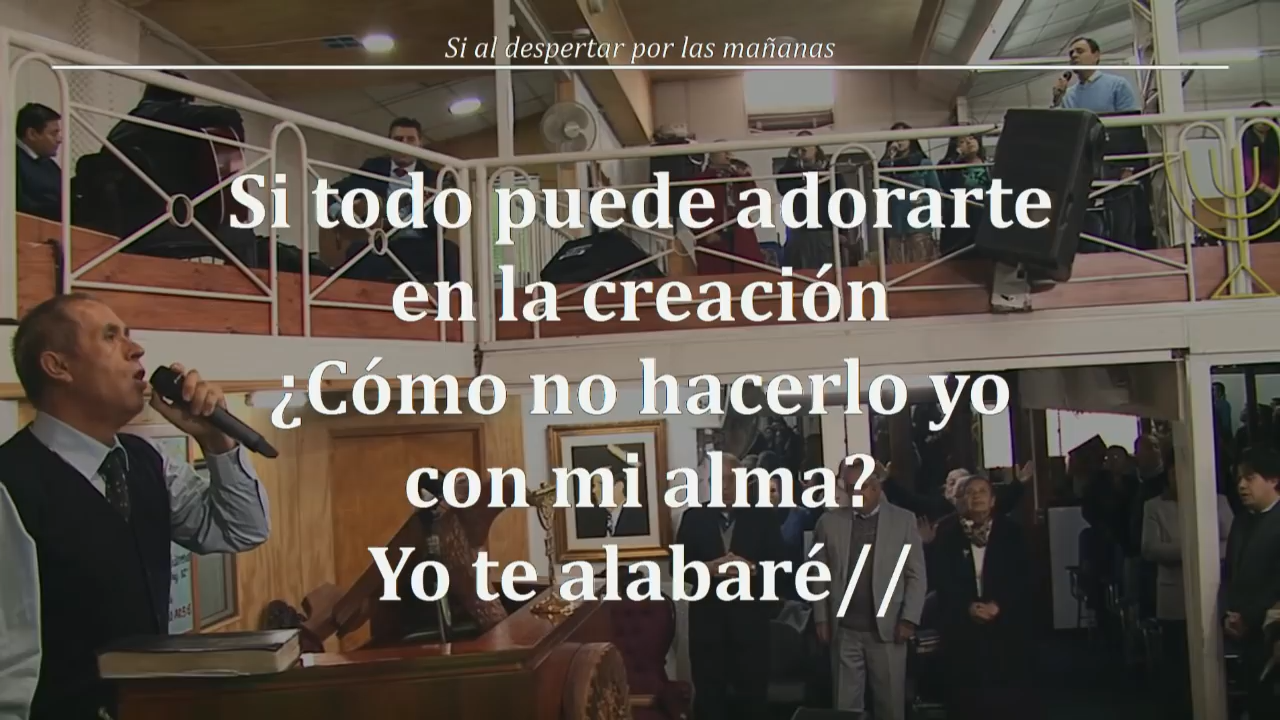 Si al despertar por las mañanas
Si todo puede adorarte
en la creación
¿Cómo no hacerlo yo
con mi alma?
Yo te alabaré//